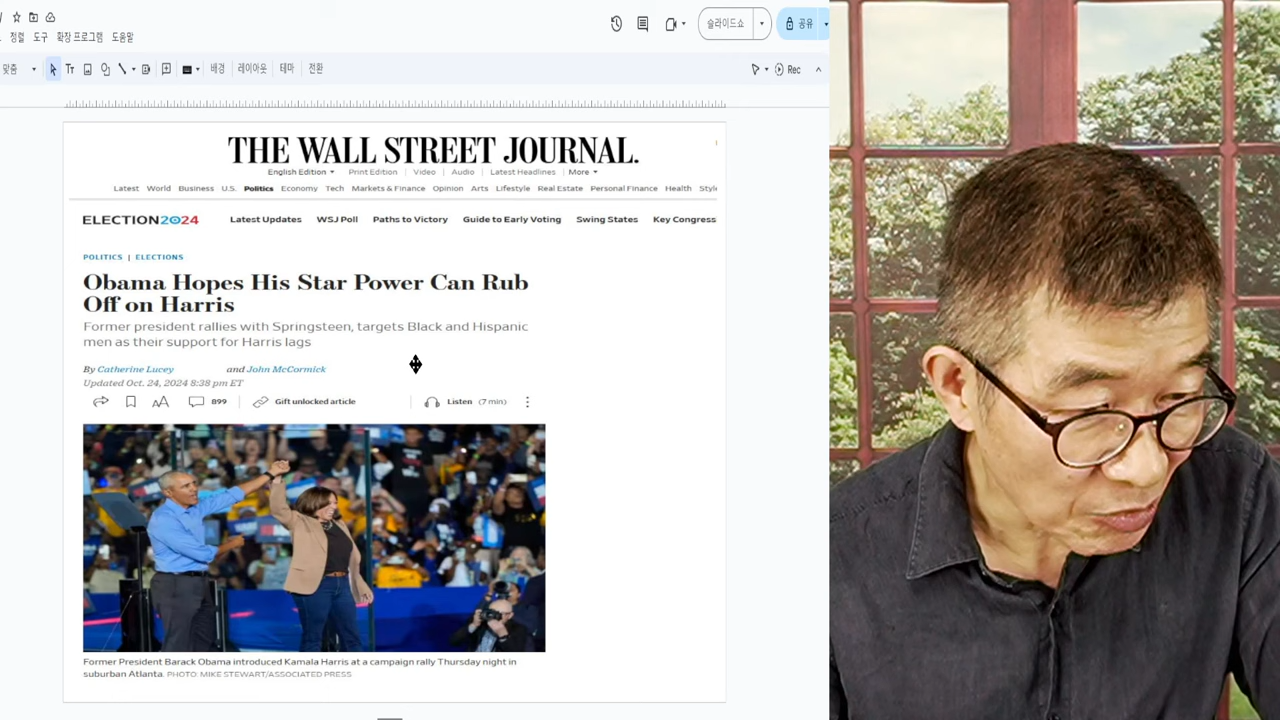 슬라이드쇼
공유
정렬 도구 확장 프로그램 도움말
맞춤
Tr
배경 레이아웃 테마 전환
Rec
THE WALL STREET JOURNAL.
English Edition Print Edition Video Audio Latest Headlines More
Latest World Business U.S. Politics Economy Tech Markets & Finance Opinion Arts Lifestyle Real Estate Personal Finance Health Style
ELECTION2024 Latest Updates WSJ Poll Paths to Victory Guide to Early Voting Swing States Key Congress
POLITICS | ELECTIONS
Obama Hopes His Star Power Can Rub
Off on Harris
Former president rallies with Springsteen, targets Black and Hispanic
men as their support for Harris lags
By Catherine Lucey and John McCormick
Updated Oct. 24, 2024 8:38 pm ET
AA 899 Gift unlocked article Listen (7 min)
Former President Barack Obama introduced Kamala Harris at a campaign rally Thursday night in
suburban Atlanta. PHOTO: MIKE STEWART/ASSOCIATED PRESS